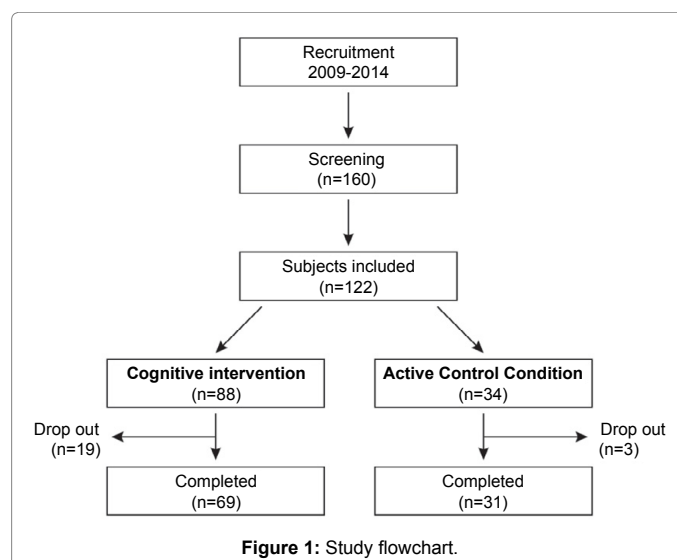 Recruitment
2009-2014
Screening
(n=160)
Subjects included
(n=122)
Cognitive intervention
(n=88)
Active Control Condition
(n=34)
Drop out
(n=19)
Drop out
(n=3)
Completed
(n=69)
Completed
(n=31)
Figure 1: Study flowchart.